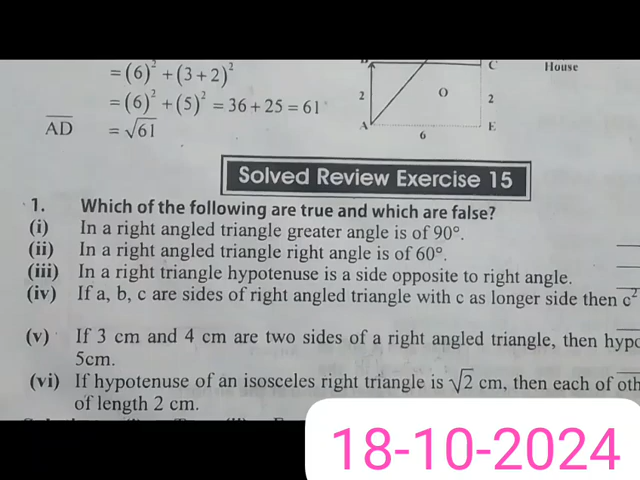 = (6)² + (3 + 2)²
= (6)² + (5)² = 36 + 25 = 61
AD = √61
C
House
2
O
2
A
E
6
Solved Review Exercise 15
1. Which of the following are true and which are false?
(i) In a right angled triangle greater angle is of 90°.
(ii) In a right angled triangle right angle is of 60°.
(iii) In a right triangle hypotenuse is a side opposite to right angle.
(iv) If a, b, c are sides of right angled triangle with c as longer side then c²
(v) If 3 cm and 4 cm are two sides of a right angled triangle, then hypo
5cm.
(vi) If hypotenuse of an isosceles right triangle is √2 cm, then each of oth
of length 2 cm.
18-10-2024